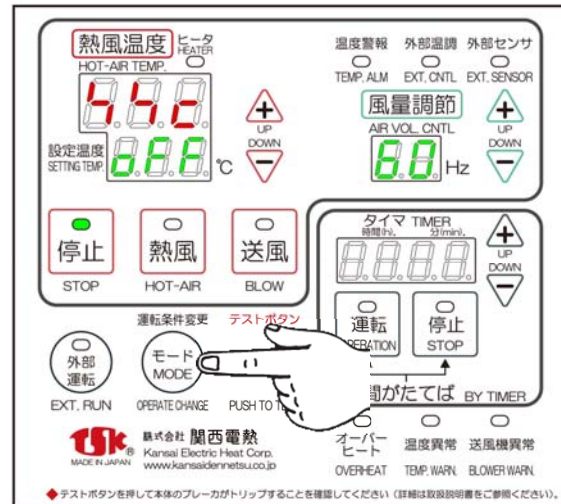 熱風温度 ヒータ
HEATER
HOT-AIR TEMP.
ყყc
設定温度
SETTING TEMP.
oFF ℃
+
UP
DOWN
−
温度警報 外部温調 外部センサ
TEMP. ALM EXT. CNTL EXT. SENSOR
風量調節
AIR VOL. CNTL
60 Hz
+
UP
DOWN
−
停止
STOP
熱風
HOT-AIR
送風
BLOW
タイマ TIMER
時間(h). 分(min).
8.8.8.8.
+
UP
DOWN
−
運転
停止
STOP
BY TIMER
外部
運転
EXT. RUN
運転条件変更
モード
MODE
OPERATE CHANGE
テストボタン
PUSH TO
オーバー
ヒート
OVERHEAT
温度異常
TEMP. WARN.
送風機異常
BLOWER WARN.
TSK®
MADE IN JAPAN
株式会社 関西電熱
Kansai Electric Heat Corp.
www.kansaidennetsu.co.jp
◆テストボタンを押して本体のブレーカがトリップすることを確認してください（詳細は取扱説明書をご参照ください）。